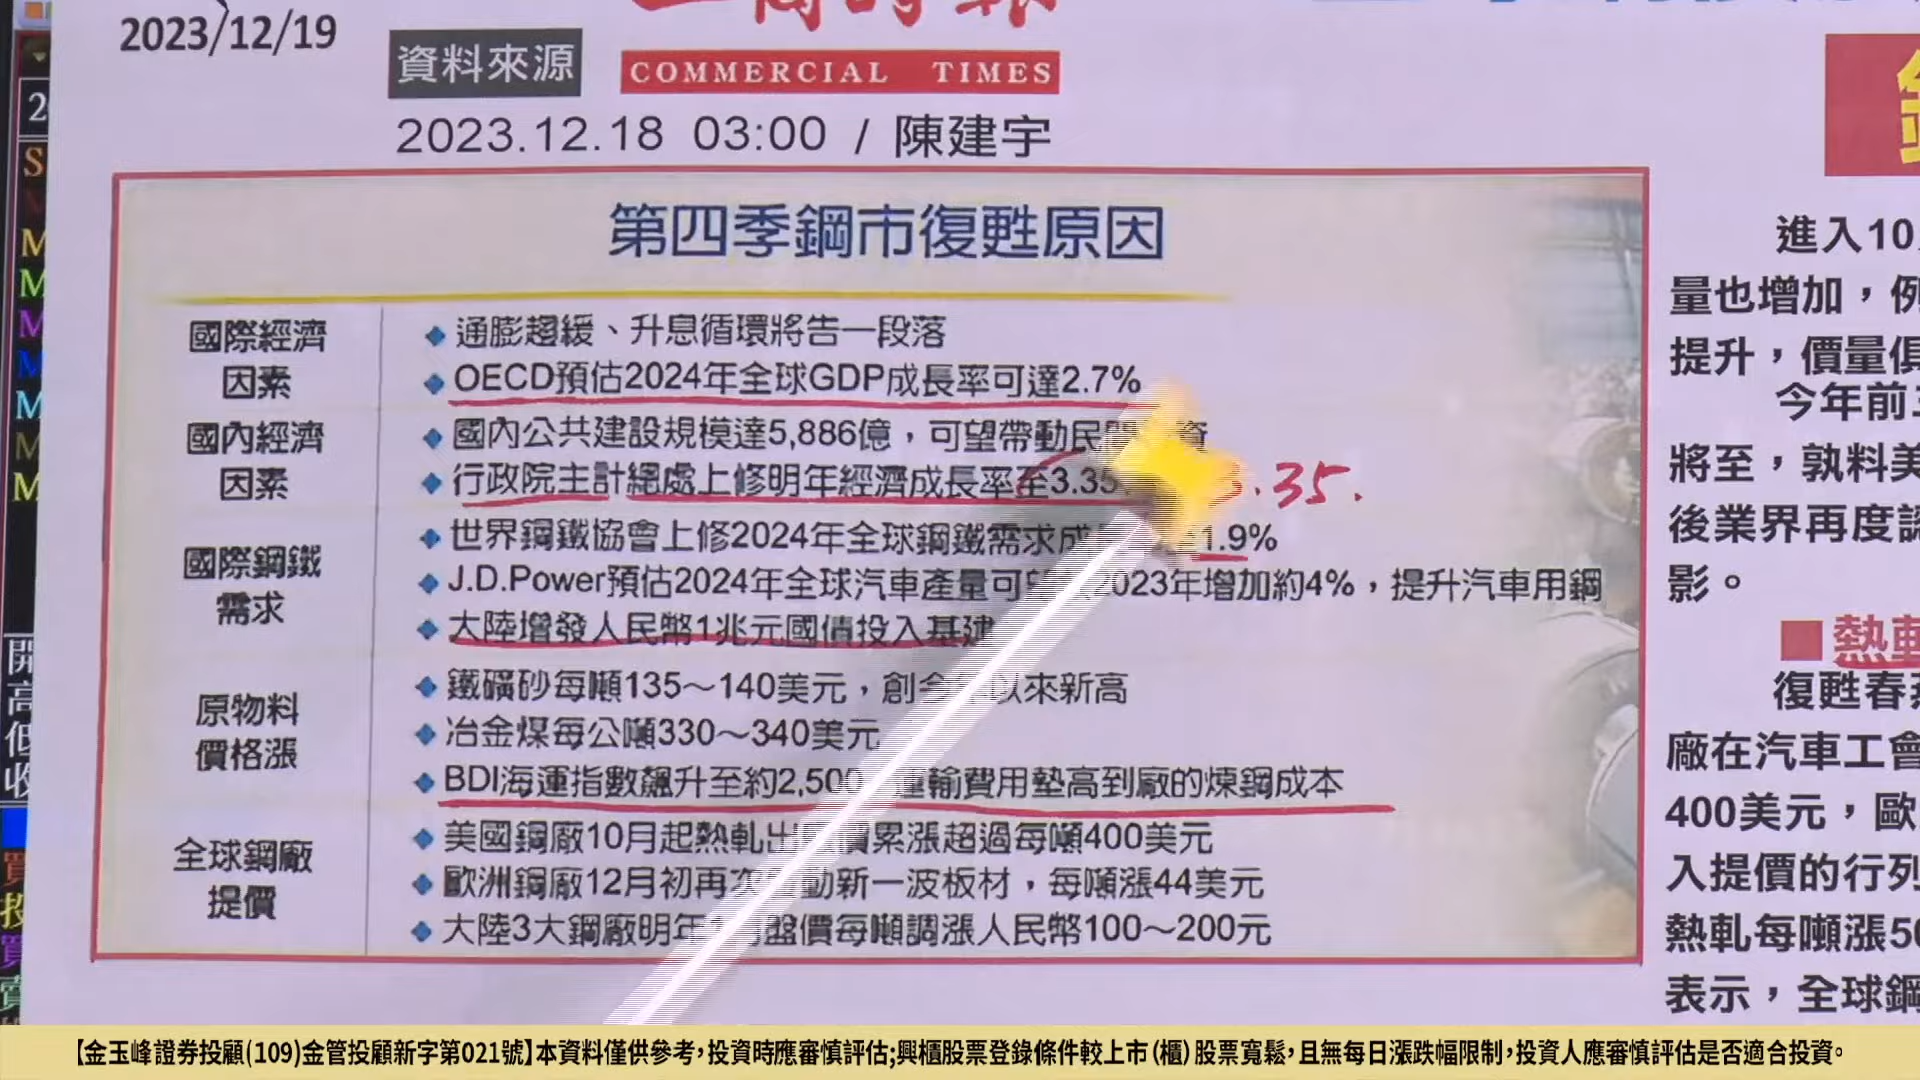 2023/12/19
資料來源
COMMERCIAL TIMES
2023.12.18 03:00 / 陳建宇
第四季鋼市復甦原因
國際經濟因素
通膨趨緩、升息循環將告一段落
OECD預估2024年全球GDP成長率可達2.7%
國內經濟因素
國內公共建設規模達5,886億,可望帶動民 資
行政院主計總處上修明年經濟成長率至3.35
.35.
國際鋼鐵需求
世界鋼鐵協會上修2024年全球鋼鐵需求成 1.9%
J.D.Power預估2024年全球汽車產量可 2023年增加約4%,提升汽車用鋼
大陸增發人民幣1兆元國債投入基建
原物料價格漲
鐵礦砂每噸135～140美元,創今 以來新高
冶金煤每公噸330～340美元
BDI海運指數飆升至約2,500 運輸費用墊高到廠的煉鋼成本
全球鋼廠提價
美國鋼廠10月起熱軋出 價累漲超過每噸400美元
歐洲鋼廠12月初再次 動新一波板材,每噸漲44美元
大陸3大鋼廠明年 月盤價每噸調漲人民幣100～200元
進入10
量也增加,例
提升,價量俱
今年前三
將至,孰料美
後業界再度
影。
熱軋
復甦春
廠在汽車工會
400美元,歐
入提價的行列
熱軋每噸漲50
表示,全球鋼
開
高
低
收
【金玉峰證券投顧(109)金管投顧新字第021號】本資料僅供參考,投資時應審慎評估;興櫃股票登錄條件較上市(櫃)股票寬鬆,且無每日漲跌幅限制,投資人應審慎評估是否適合投資。